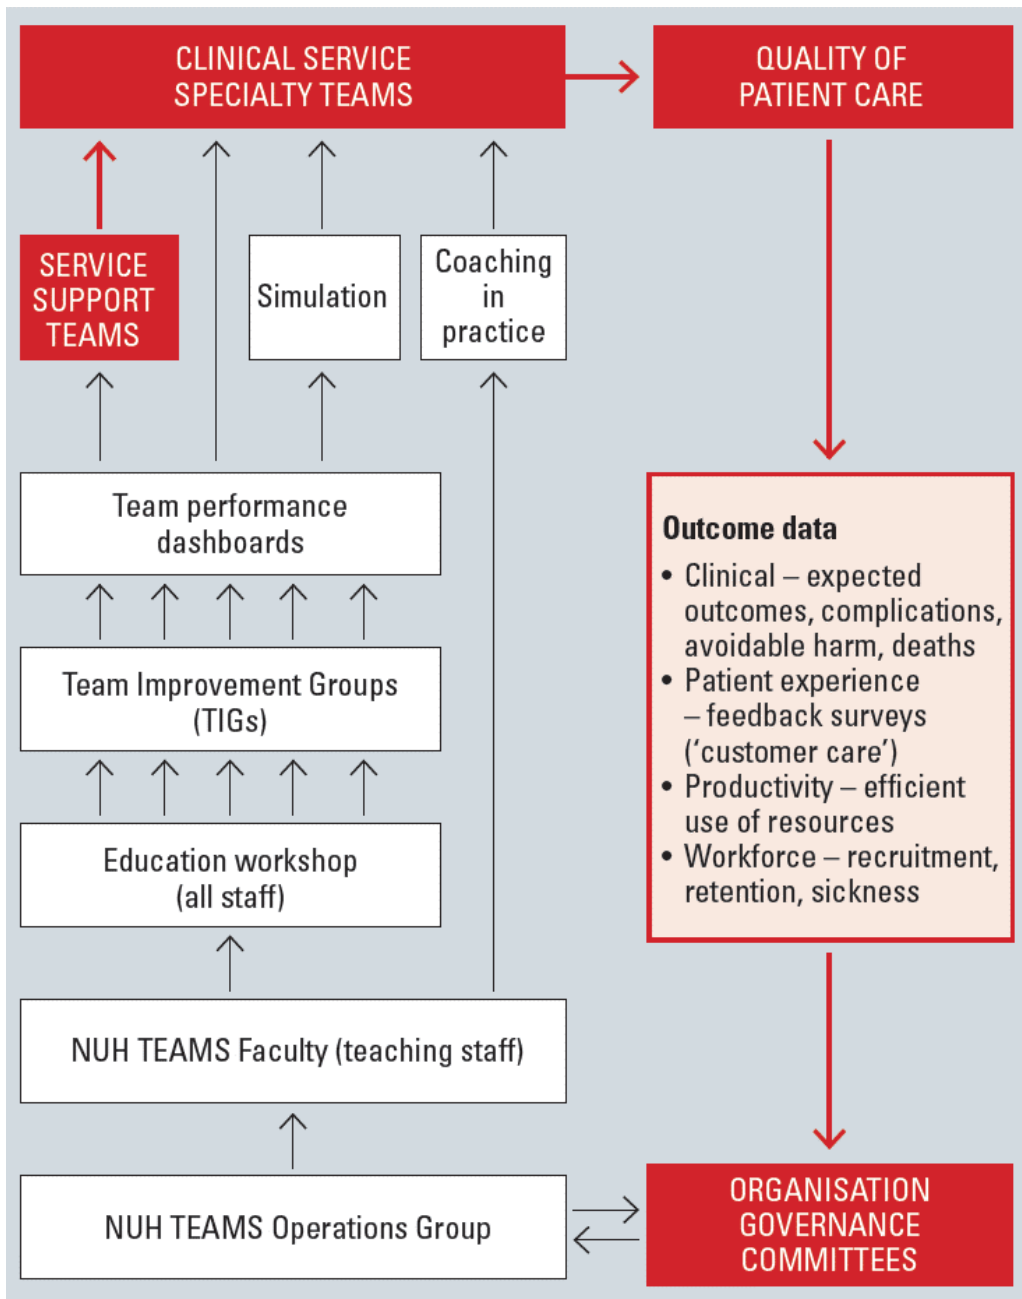 CLINICAL SERVICE
SPECIALTY TEAMS
QUALITY OF
PATIENT CARE
SERVICE
SUPPORT
TEAMS
Simulation
Coaching
in
practice
Team performance
dashboards
Team Improvement Groups
(TIGs)
Education workshop
(all staff)
NUH TEAMS Faculty (teaching staff)
NUH TEAMS Operations Group
Outcome data
• Clinical – expected
outcomes, complications,
avoidable harm, deaths
• Patient experience
– feedback surveys
(‘customer care’)
• Productivity – efficient
use of resources
• Workforce – recruitment,
retention, sickness
ORGANISATION
GOVERNANCE
COMMITTEES